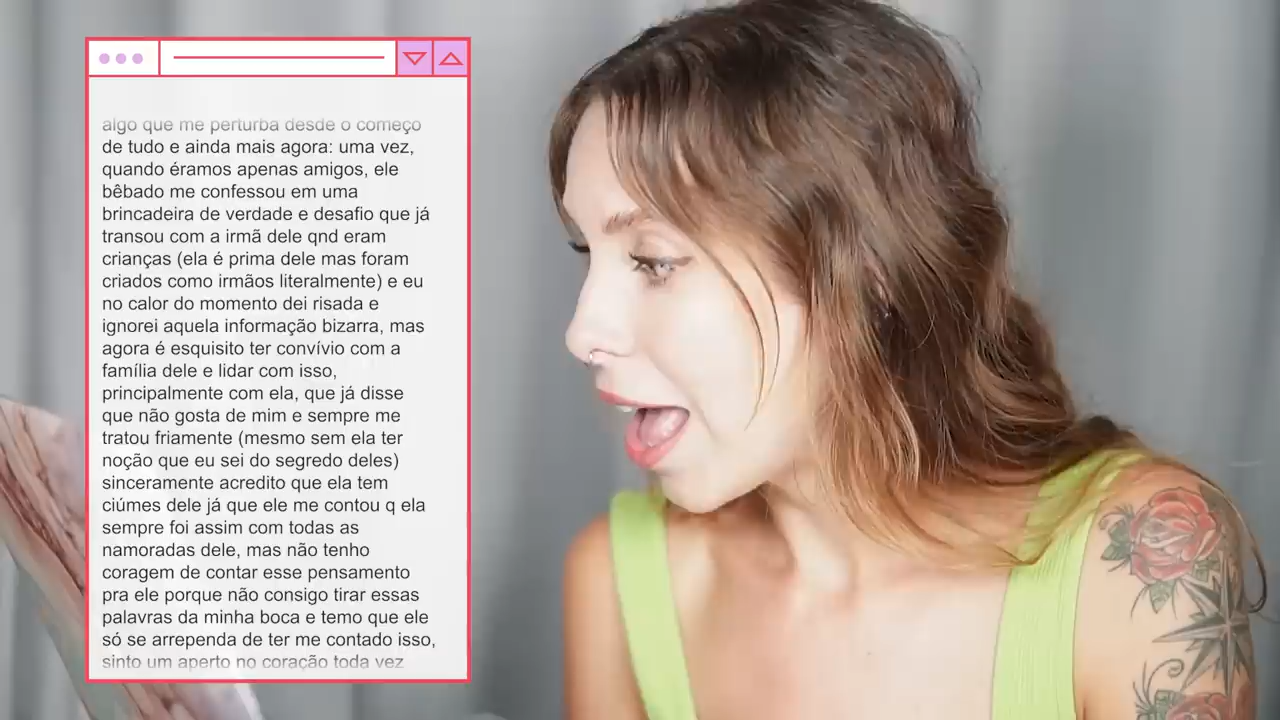 algo que me perturba desde o começo
de tudo e ainda mais agora: uma vez,
quando éramos apenas amigos, ele
bêbado me confessou em uma
brincadeira de verdade e desafio que já
transou com a irmã dele qnd eram
crianças (ela é prima dele mas foram
criados como irmãos literalmente) e eu
no calor do momento dei risada e
ignorei aquela informação bizarra, mas
agora é esquisito ter convívio com a
família dele e lidar com isso,
principalmente com ela, que já disse
que não gosta de mim e sempre me
tratou friamente (mesmo sem ela ter
noção que eu sei do segredo deles)
sinceramente acredito que ela tem
ciúmes dele já que ele me contou q ela
sempre foi assim com todas as
namoradas dele, mas não tenho
coragem de contar esse pensamento
pra ele porque não consigo tirar essas
palavras da minha boca e temo que ele
só se arrependa de ter me contado isso,
sinto um aperto no coração toda vez